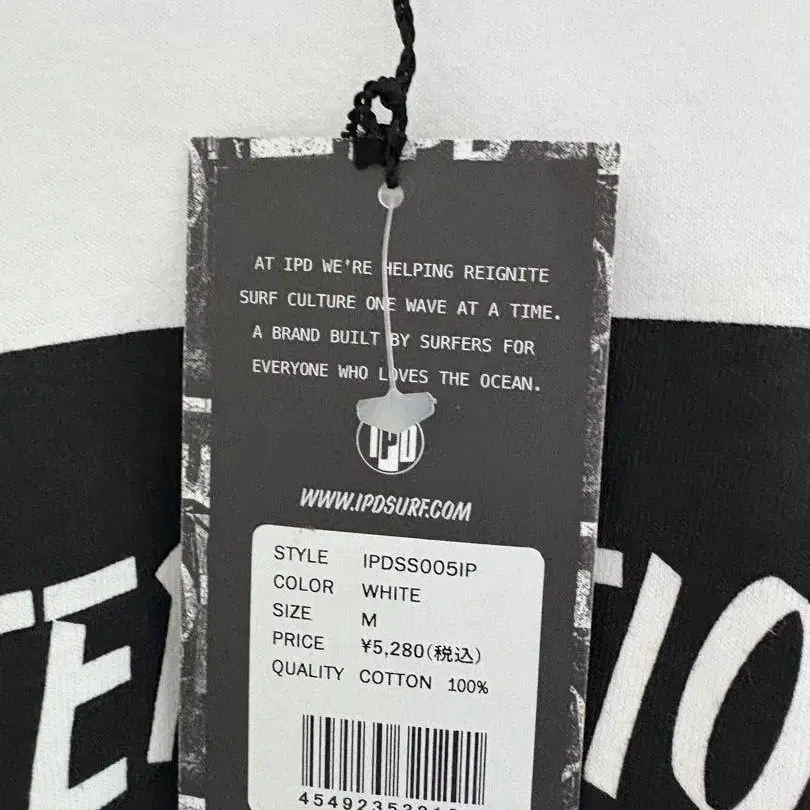 AT IPD WE'RE HELPING REIGNITE
SURF CULTURE ONE WAVE AT A TIME.
A BRAND BUILT BY SURFERS FOR
EVERYONE WHO LOVES THE OCEAN.
IPD
WWW.IPDSURF.COM
STYLE IPDSS005IP
COLOR WHITE
SIZE M
PRICE ¥5,280(税込)
QUALITY COTTON 100%